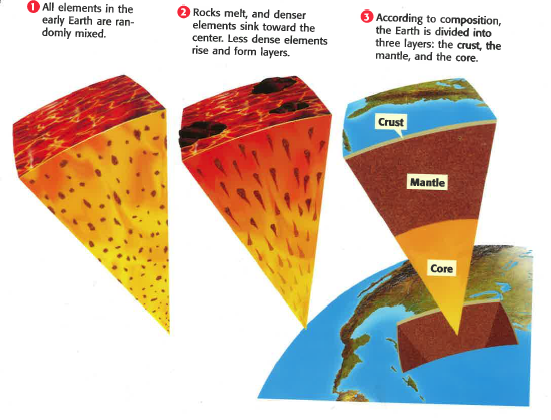 1 All elements in the
early Earth are ran-
domly mixed.
2 Rocks melt, and denser
elements sink toward the
center. Less dense elements
rise and form layers.
3 According to composition,
the Earth is divided into
three layers: the crust, the
mantle, and the core.
Crust
Mantle
Core